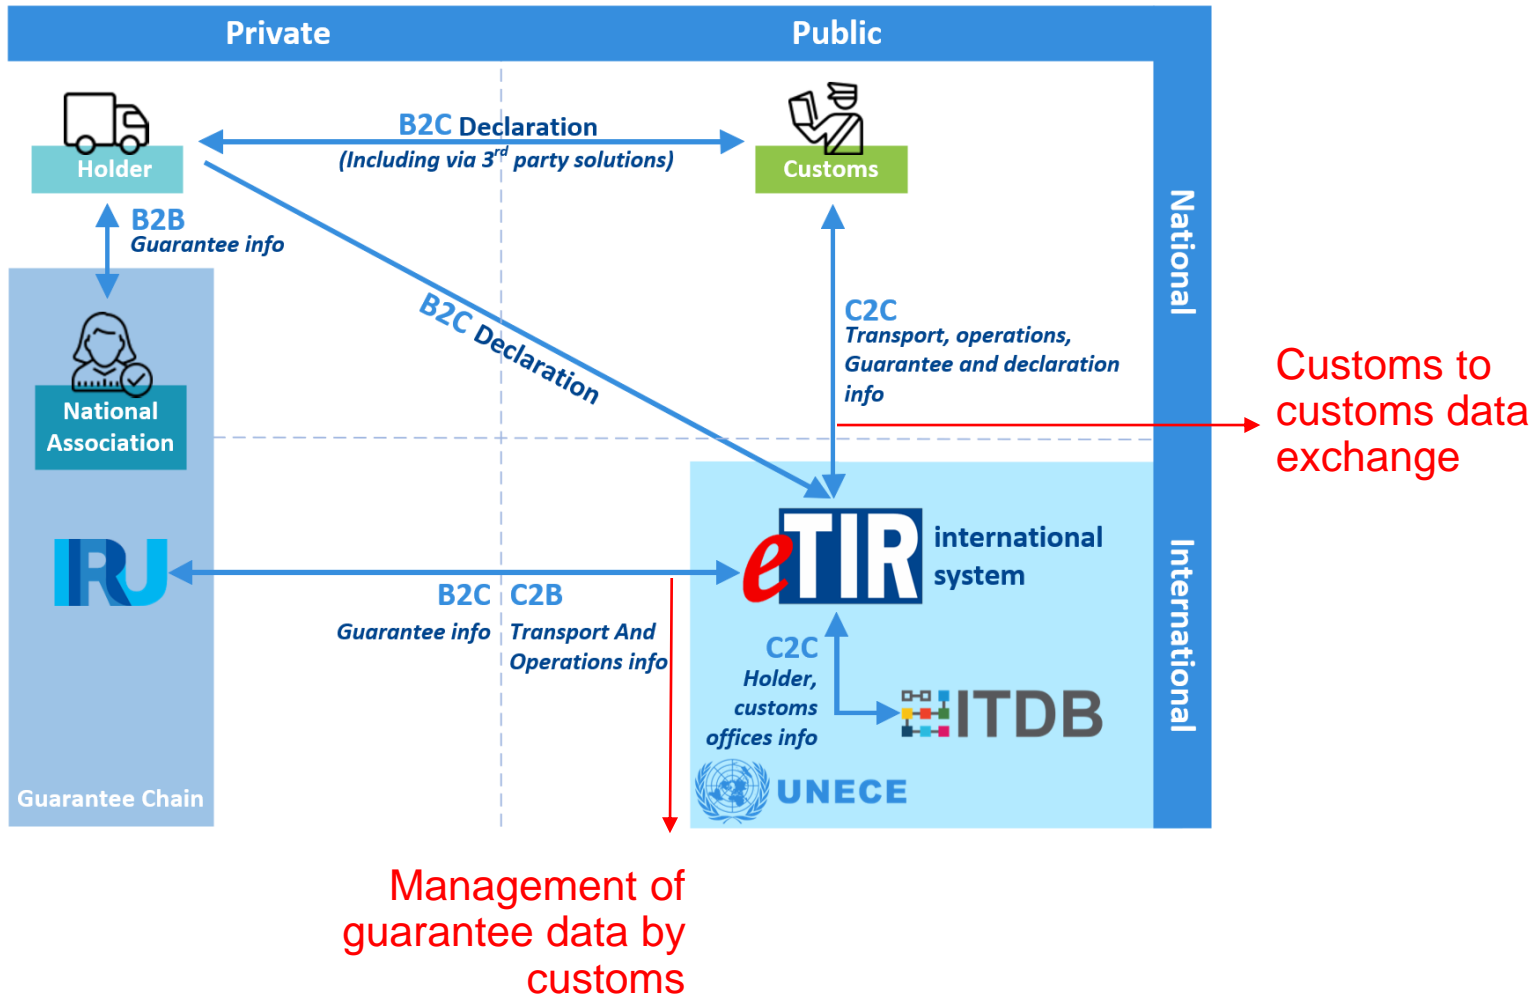 Private
Public
Holder
B2C Declaration
(Including via 3rd party solutions)
Customs
National
B2B
Guarantee info
B2C Declaration
C2C
Transport, operations,
Guarantee and declaration
info
Customs to
customs data
exchange
National
Association
IRU
B2C
Guarantee info
C2B
Transport And
Operations info
eTIR
international
system
International
C2C
Holder,
customs
offices info
ITDB
UNECE
Guarantee Chain
Management of
guarantee data by
customs